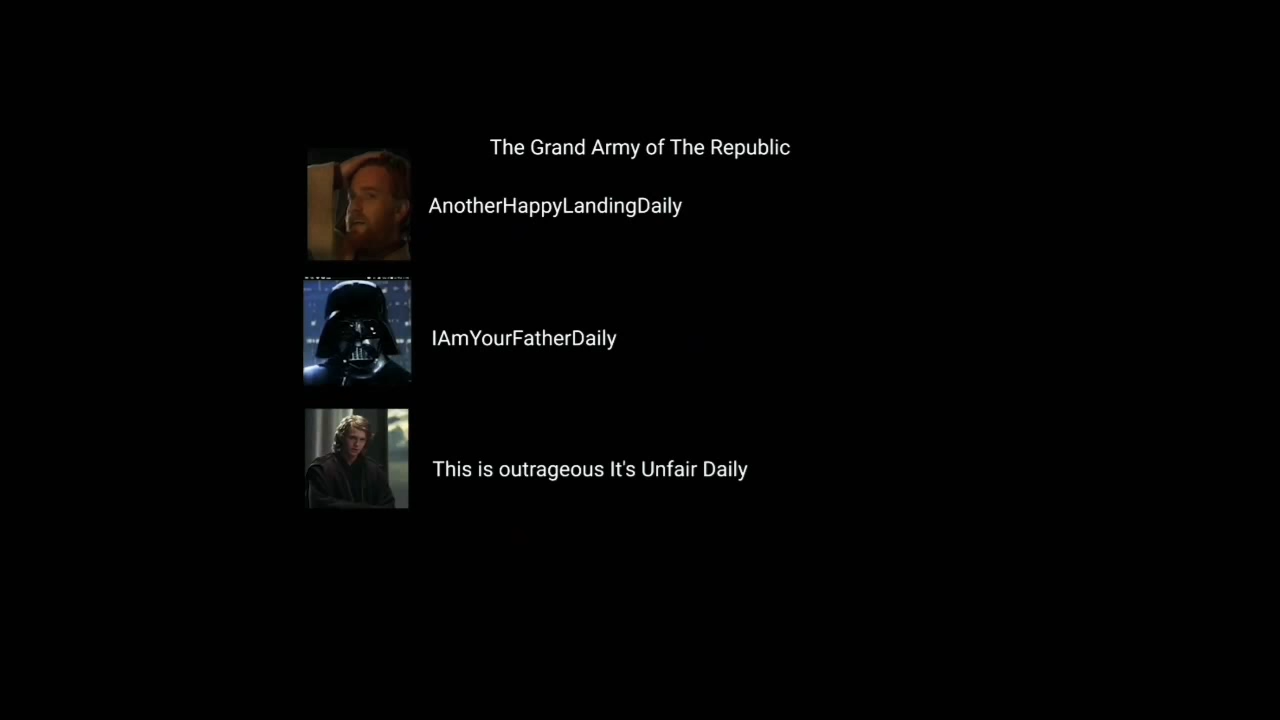 The Grand Army of The Republic
AnotherHappyLandingDaily
IAmYourFatherDaily
This is outrageous It's Unfair Daily